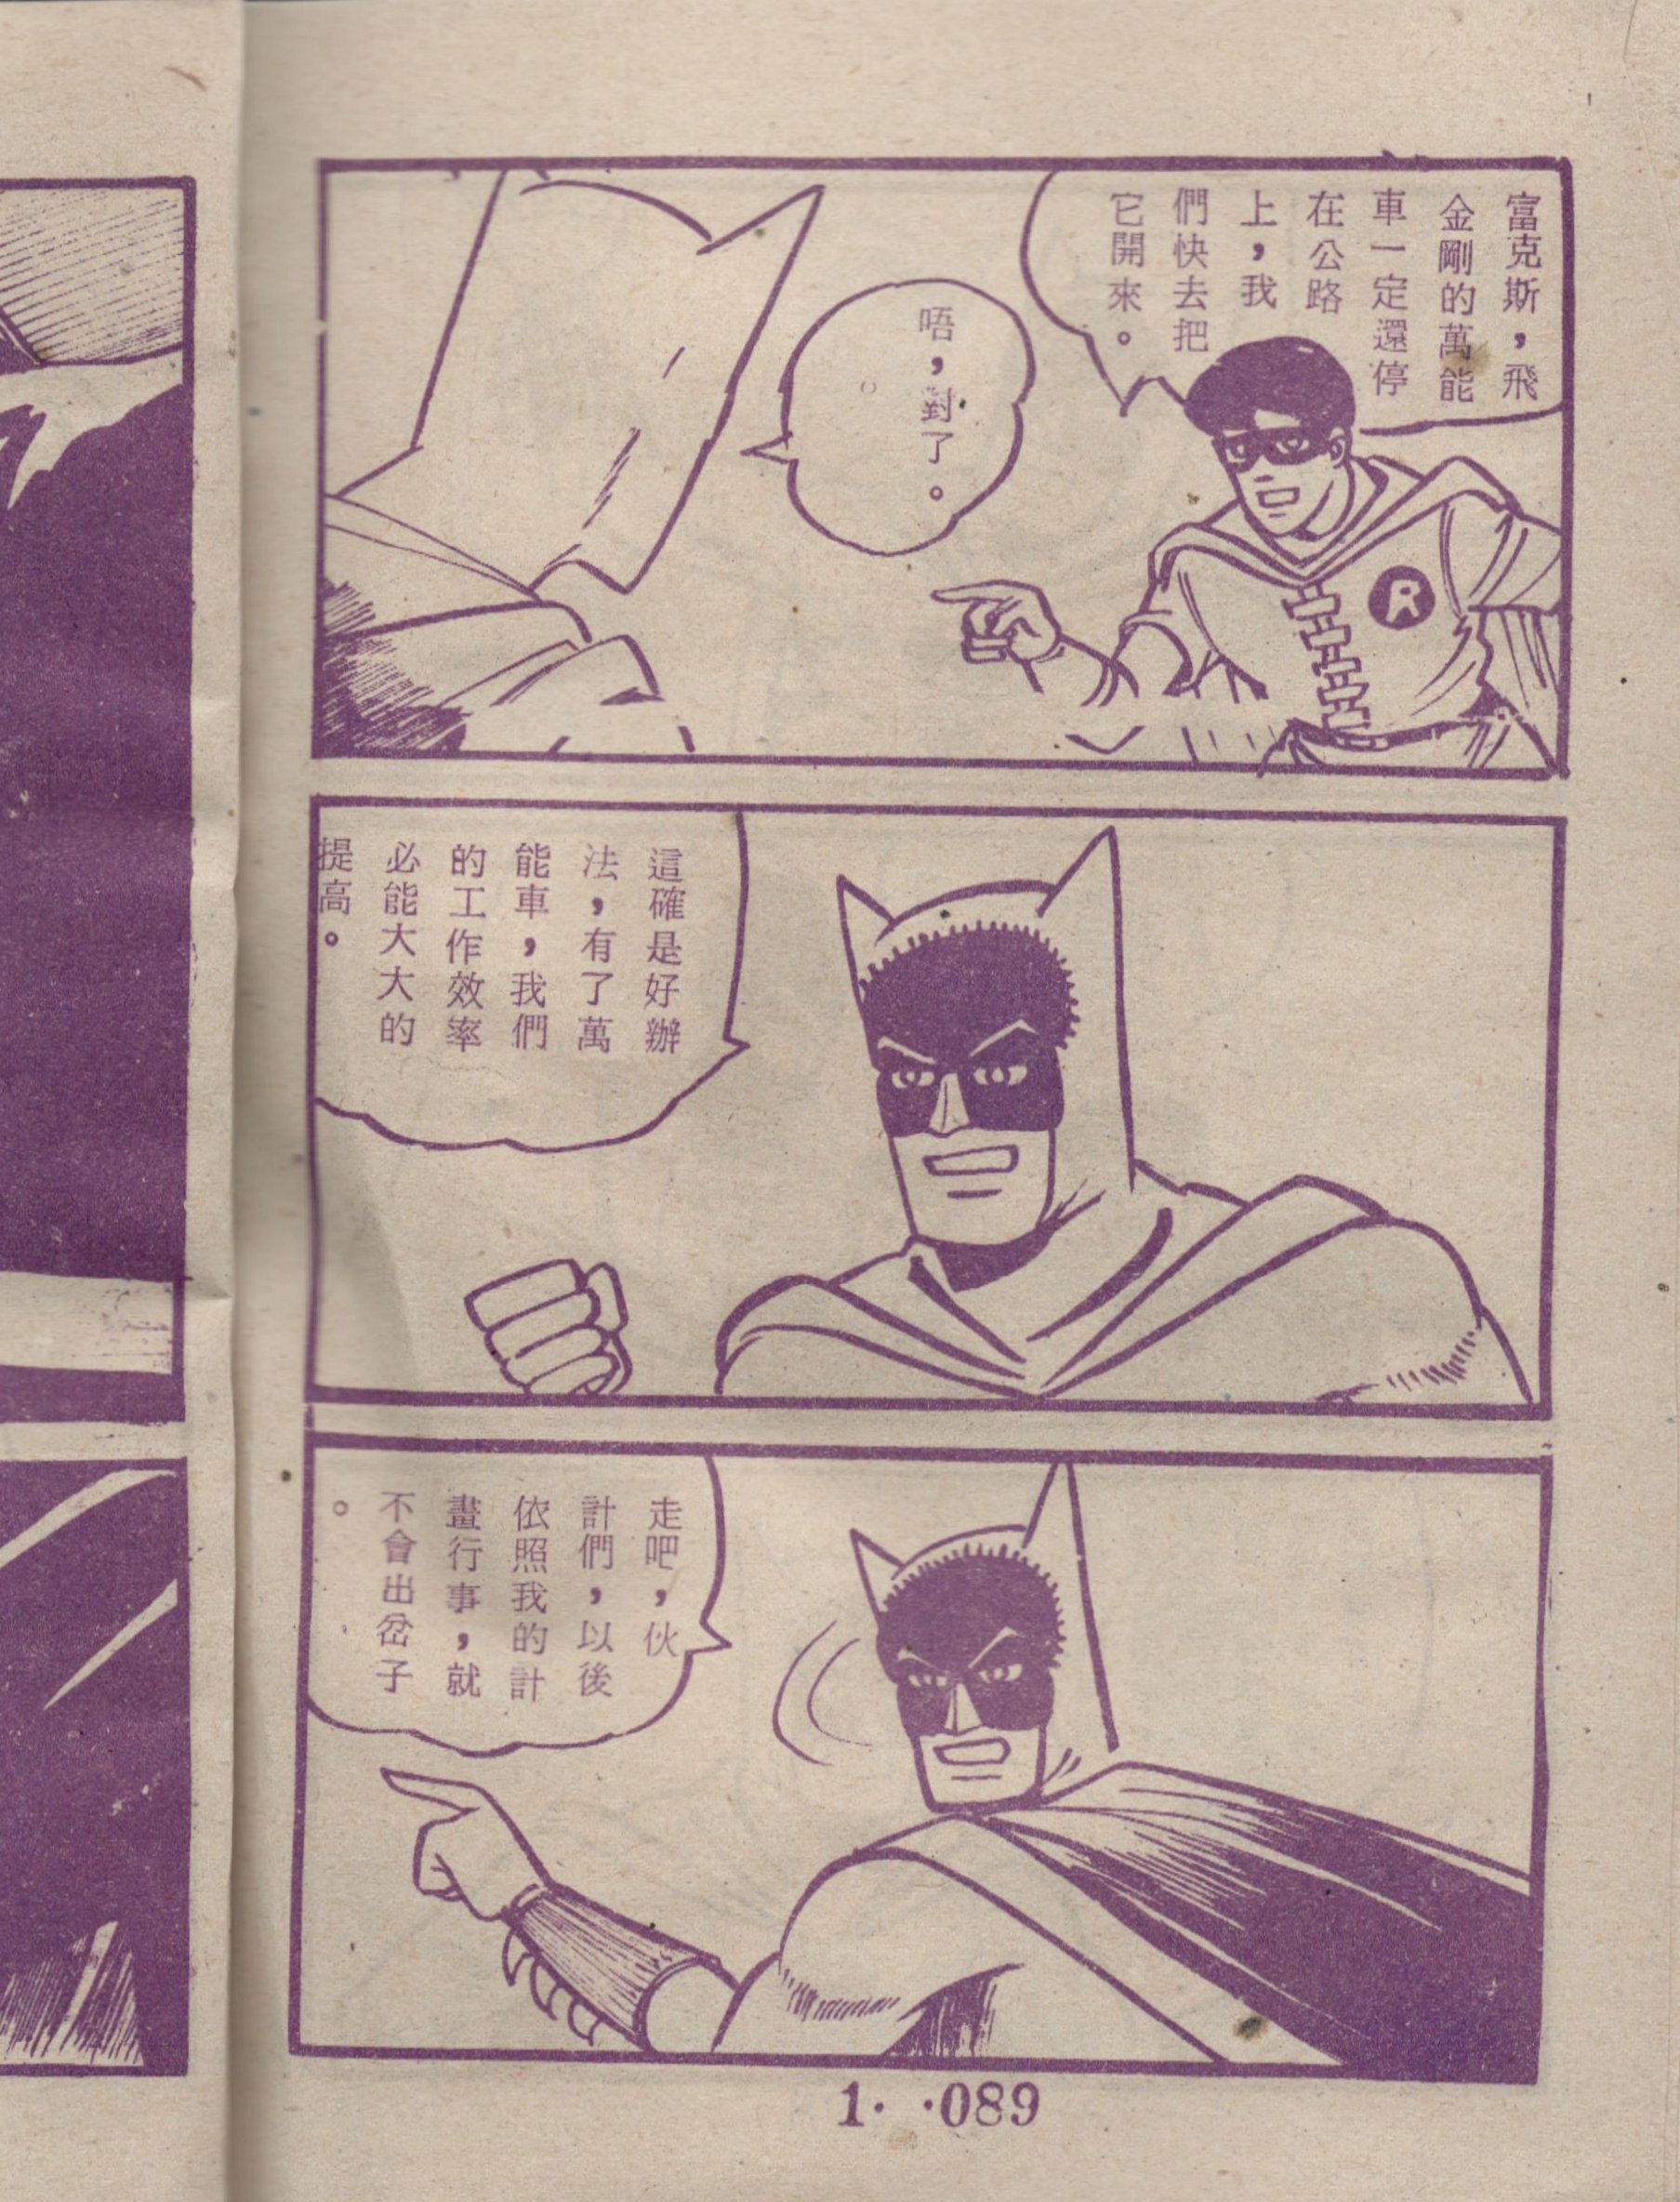 富克斯，飛
金剛的萬能
車一定還停
在公路
上，我
們快去把
它開來。
唔，對了。
R
這確是好辦
法，有了萬
能車，我們
的工作效率
必能大大的
提高。
走吧，伙
計們，以後
依照我的計
畫行事，就
不會出岔子
。
1··089